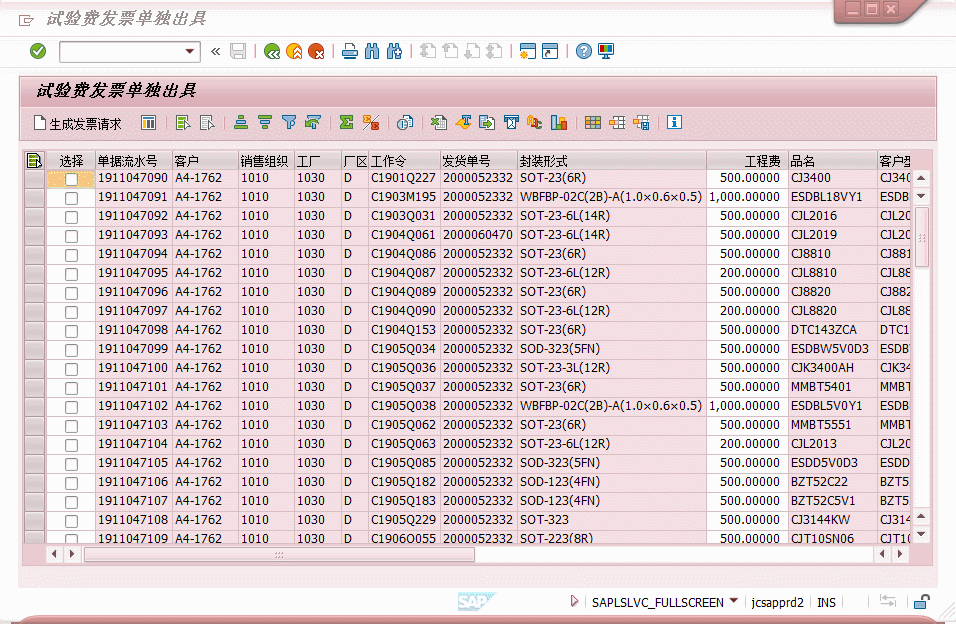 试验费发票单独出具
试验费发票单独出具
生成发票请求
选择 单据流水号 客户 销售组织 工厂 厂区 工作令 发货单号 封装形式 工程费 品名 客户型
1911047090 A4-1762 1010 1030 D C1901Q227 2000052332 SOT-23(6R) 500.00000 CJ3400 CJ340
1911047091 A4-1762 1010 1030 D C1903M195 2000052332 WBFBP-02C(2B)-A(1.0×0.6×0.5) 1,000.00000 ESDBL18VY1 ESDB
1911047092 A4-1762 1010 1030 D C1903Q031 2000052332 SOT-23-6L(14R) 500.00000 CJL2016 CJL20
1911047093 A4-1762 1010 1030 D C1904Q061 2000060470 SOT-23-6L(14R) 500.00000 CJL2019 CJL20
1911047094 A4-1762 1010 1030 D C1904Q086 2000052332 SOT-23(6R) 500.00000 CJ8810 CJ881
1911047095 A4-1762 1010 1030 D C1904Q087 2000052332 SOT-23-6L(12R) 200.00000 CJL8810 CJL88
1911047096 A4-1762 1010 1030 D C1904Q089 2000052332 SOT-23(6R) 500.00000 CJ8820 CJ882
1911047097 A4-1762 1010 1030 D C1904Q090 2000052332 SOT-23-6L(12R) 200.00000 CJL8820 CJL88
1911047098 A4-1762 1010 1030 D C1904Q153 2000052332 SOT-23(6R) 500.00000 DTC143ZCA DTC1
1911047099 A4-1762 1010 1030 D C1905Q034 2000052332 SOD-323(5FN) 500.00000 ESDBW5V0D3 ESDB
1911047100 A4-1762 1010 1030 D C1905Q036 2000052332 SOT-23-3L(12R) 500.00000 CJK3400AH CJK34
1911047101 A4-1762 1010 1030 D C1905Q037 2000052332 SOT-23(6R) 500.00000 MMBT5401 MMBT
1911047102 A4-1762 1010 1030 D C1905Q038 2000052332 WBFBP-02C(2B)-A(1.0×0.6×0.5) 1,000.00000 ESDBL5V0Y1 ESDB
1911047103 A4-1762 1010 1030 D C1905Q062 2000052332 SOT-23(6R) 500.00000 MMBT5551 MMBT
1911047104 A4-1762 1010 1030 D C1905Q063 2000052332 SOT-23-6L(12R) 200.00000 CJL2013 CJL20
1911047105 A4-1762 1010 1030 D C1905Q085 2000052332 SOD-323(5FN) 500.00000 ESDD5V0D3 ESDD
1911047106 A4-1762 1010 1030 D C1905Q182 2000052332 SOD-123(4FN) 500.00000 BZT52C22 BZT5
1911047107 A4-1762 1010 1030 D C1905Q183 2000052332 SOD-123(4FN) 500.00000 BZT52C5V1 BZT5
1911047108 A4-1762 1010 1030 D C1905Q229 2000052332 SOT-323 500.00000 CJ3144KW CJ314
1911047109 A4-1762 1010 1030 D C1906O055 2000052332 SOT-223(8R) 500.00000 CJT10SN06 CJT10
SAP SAPLSLVC_FULLSCREEN jcsapprd2 INS